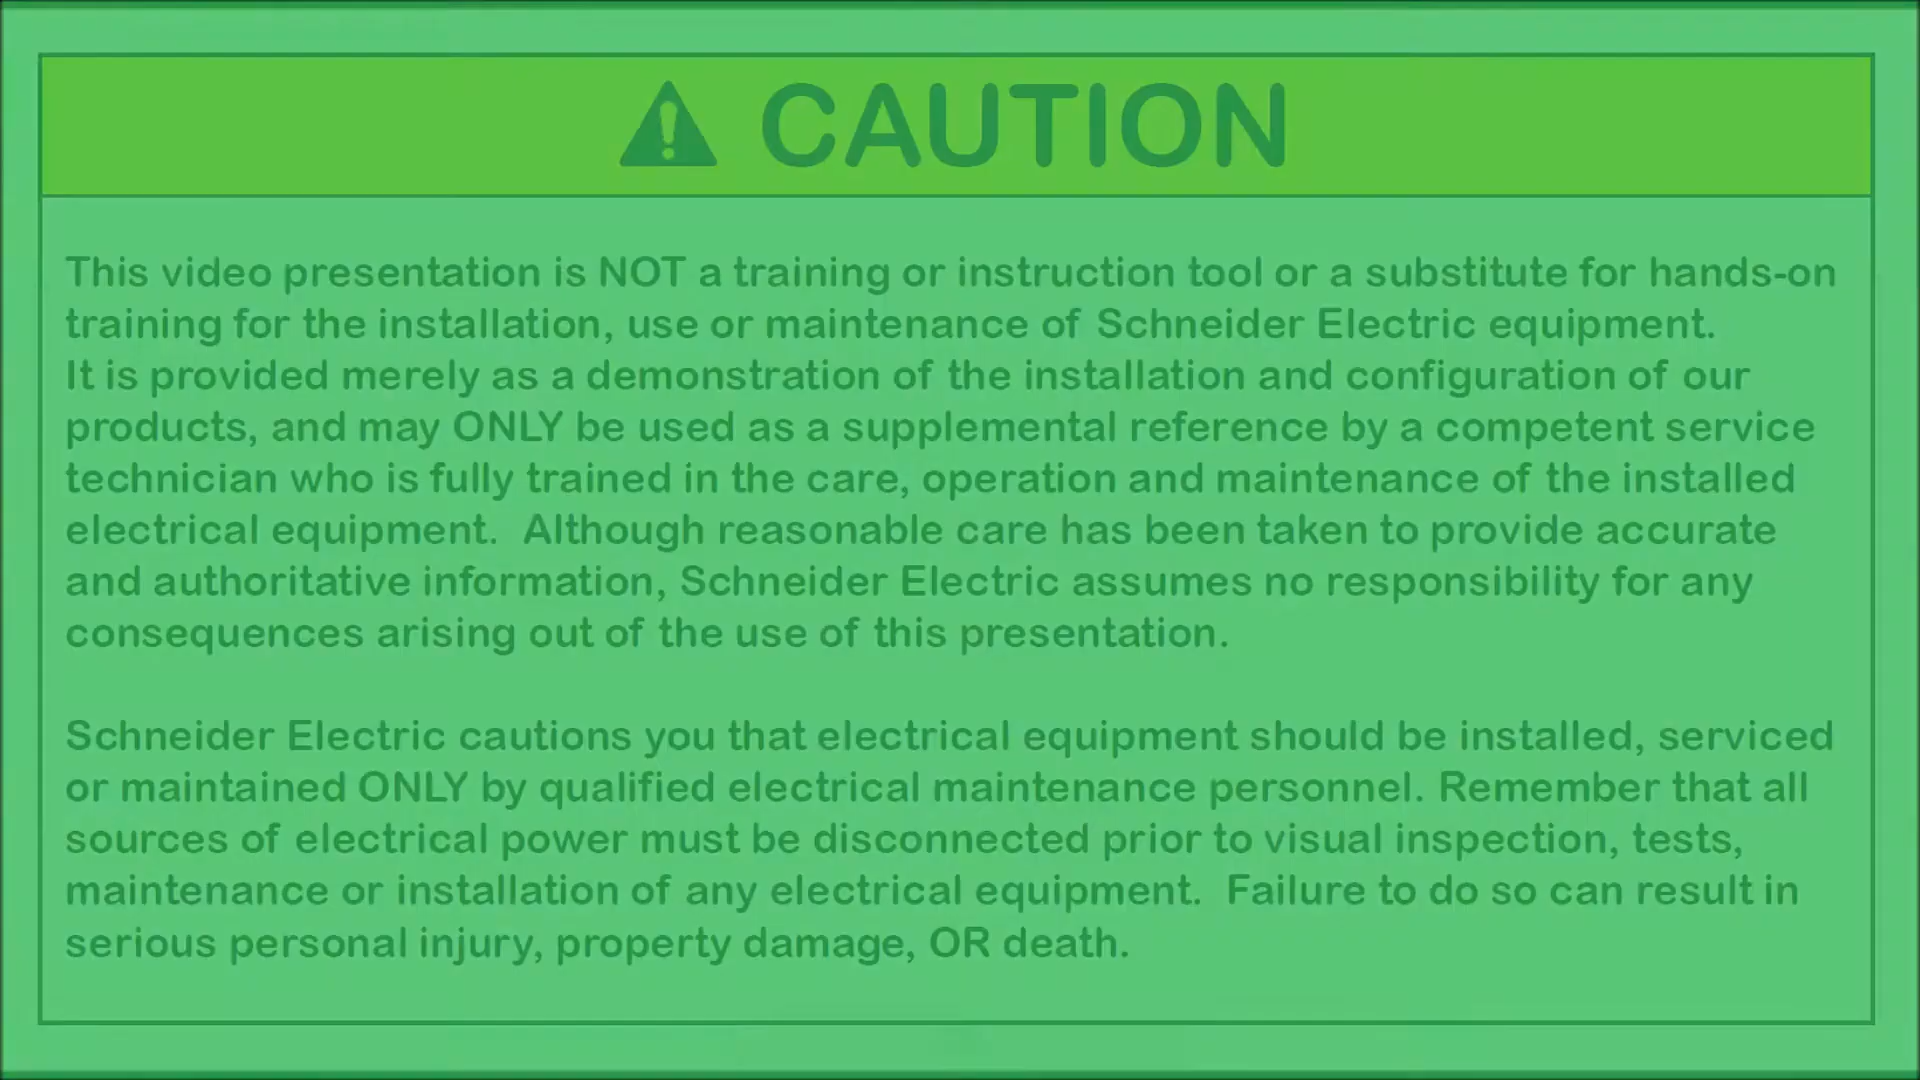 CAUTION
This video presentation is NOT a training or instruction tool or a substitute for hands-on
training for the installation, use or maintenance of Schneider Electric equipment.
It is provided merely as a demonstration of the installation and configuration of our
products, and may ONLY be used as a supplemental reference by a competent service
technician who is fully trained in the care, operation and maintenance of the installed
electrical equipment.  Although reasonable care has been taken to provide accurate
and authoritative information, Schneider Electric assumes no responsibility for any
consequences arising out of the use of this presentation.
Schneider Electric cautions you that electrical equipment should be installed, serviced
or maintained ONLY by qualified electrical maintenance personnel. Remember that all
sources of electrical power must be disconnected prior to visual inspection, tests,
maintenance or installation of any electrical equipment.  Failure to do so can result in
serious personal injury, property damage, OR death.